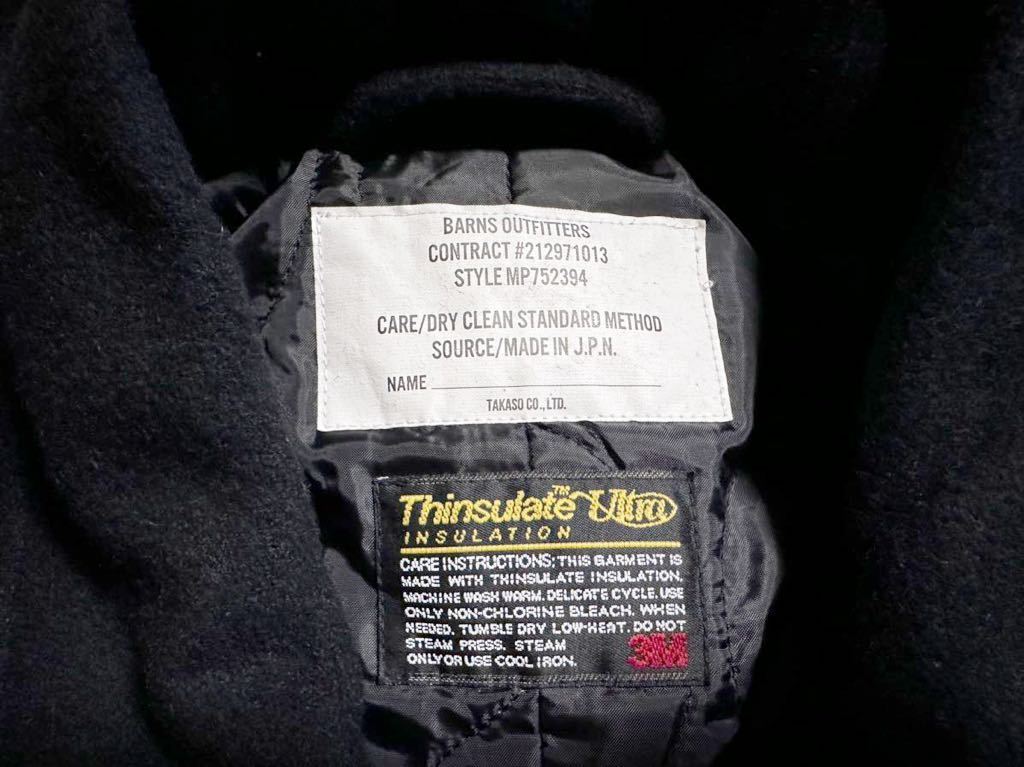 BARNS OUTFITTERS
CONTRACT #212971013
STYLE MP752394
CARE/DRY CLEAN STANDARD METHOD
SOURCE/MADE IN J.P.N.
NAME
TAKASO CO.,LTD.
Thinsulate™ Ultra
INSULATION
CARE INSTRUCTIONS: THIS GARMENT IS
MADE WITH THINSULATE INSULATION.
MACHINE WASH WARM. DELICATE CYCLE. USE
ONLY NON-CHLORINE BLEACH. WHEN
NEEDED. TUMBLE DRY LOW-HEAT. DO NOT
STEAM PRESS. STEAM
ONLY OR USE COOL IRON.
3M